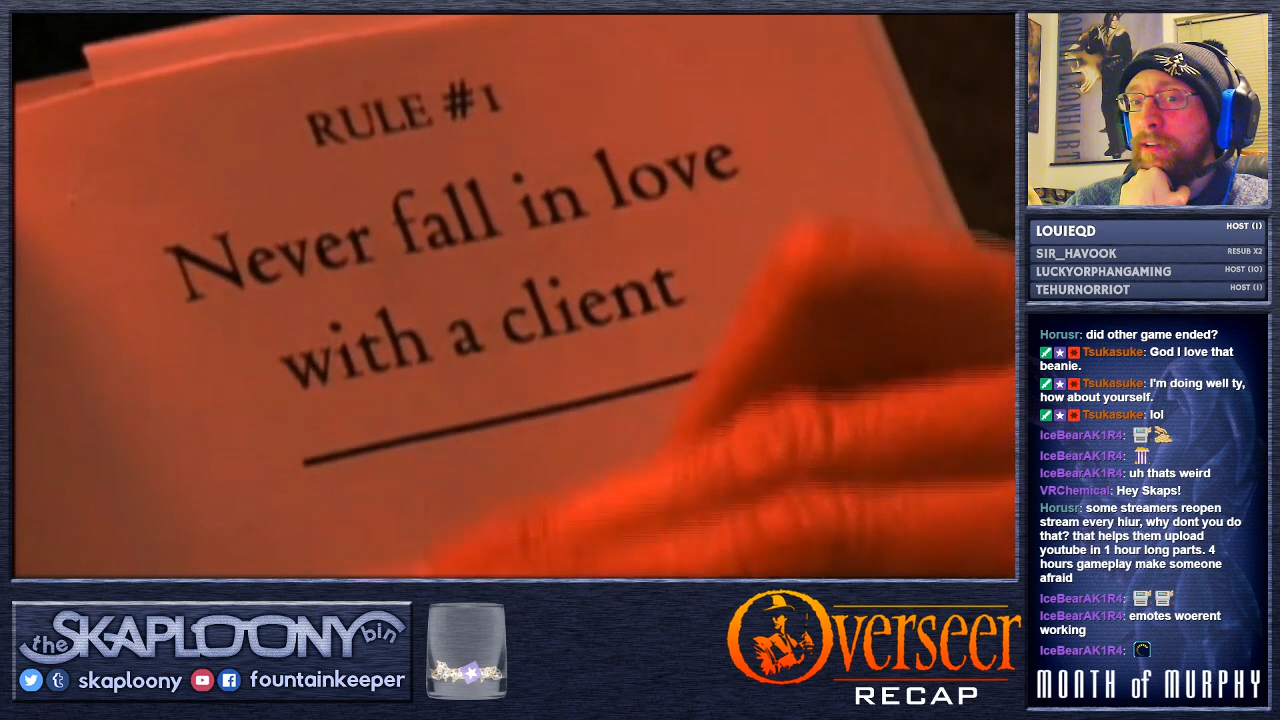 RULE #1
Never fall in love
with a client
LOUIEQD HOST (1)
SIR_HAVOOK RESUB X2
LUCKYORPHANGAMING HOST (10)
TEHURNORRIOT HOST (1)
Horusr: did other game ended?
Tsukasuke: God I love that
beanie.
Tsukasuke: I'm doing well ty,
how about yourself.
Tsukasuke: lol
IceBearAK1R4:
IceBearAK1R4:
IceBearAK1R4: uh thats weird
VRChemical: Hey Skaps!
Horusr: some streamers reopen
stream every hiur why dont you do
that? that helps them upload
youtube in 1 hour long parts. 4
hours gameplay make someone
afraid
IceBearAK1R4:
IceBearAK1R4: emotes woerent
working
IceBearAK1R4:
MONTH of MURPHY
the SKAPLOONY bin
skaploony fountainkeeper
Overseer
RECAP